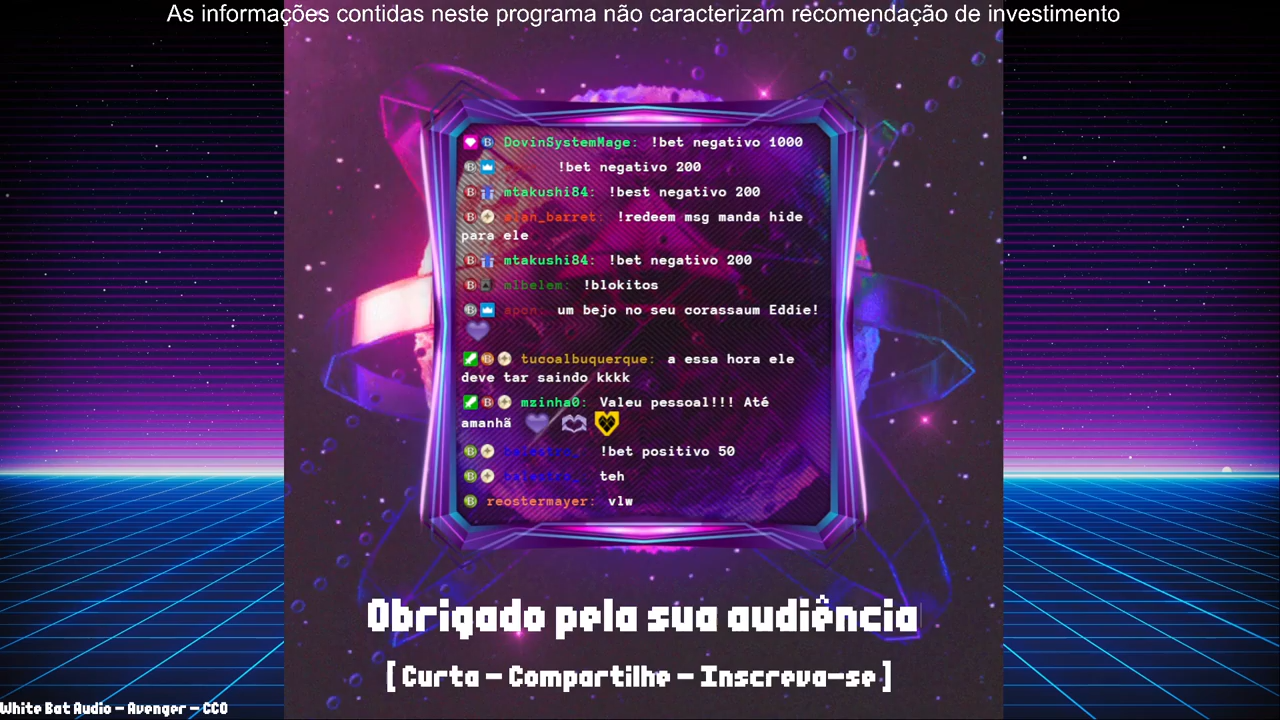 As informações contidas neste programa não caracterizam recomendação de investimento
DovinSystemMage: !bet negativo 1000
!bet negativo 200
mtakushi84: !best negativo 200
!redeem msg manda hide
para ele
mtakushi84: !bet negativo 200
mlbelem: !blokitos
um bejo no seu corassaum Eddie!
tucoalbuquerque: a essa hora ele
deve tar saindo kkkk
mzinha0: Valeu pessoal!!! Até
amanhã
!bet positivo 50
teh
reostermayer: vlw
Obrigado pela sua audiência
[ Curta - Compartilhe - Inscreva-se ]
White Bat Audio - Avenger - CC0